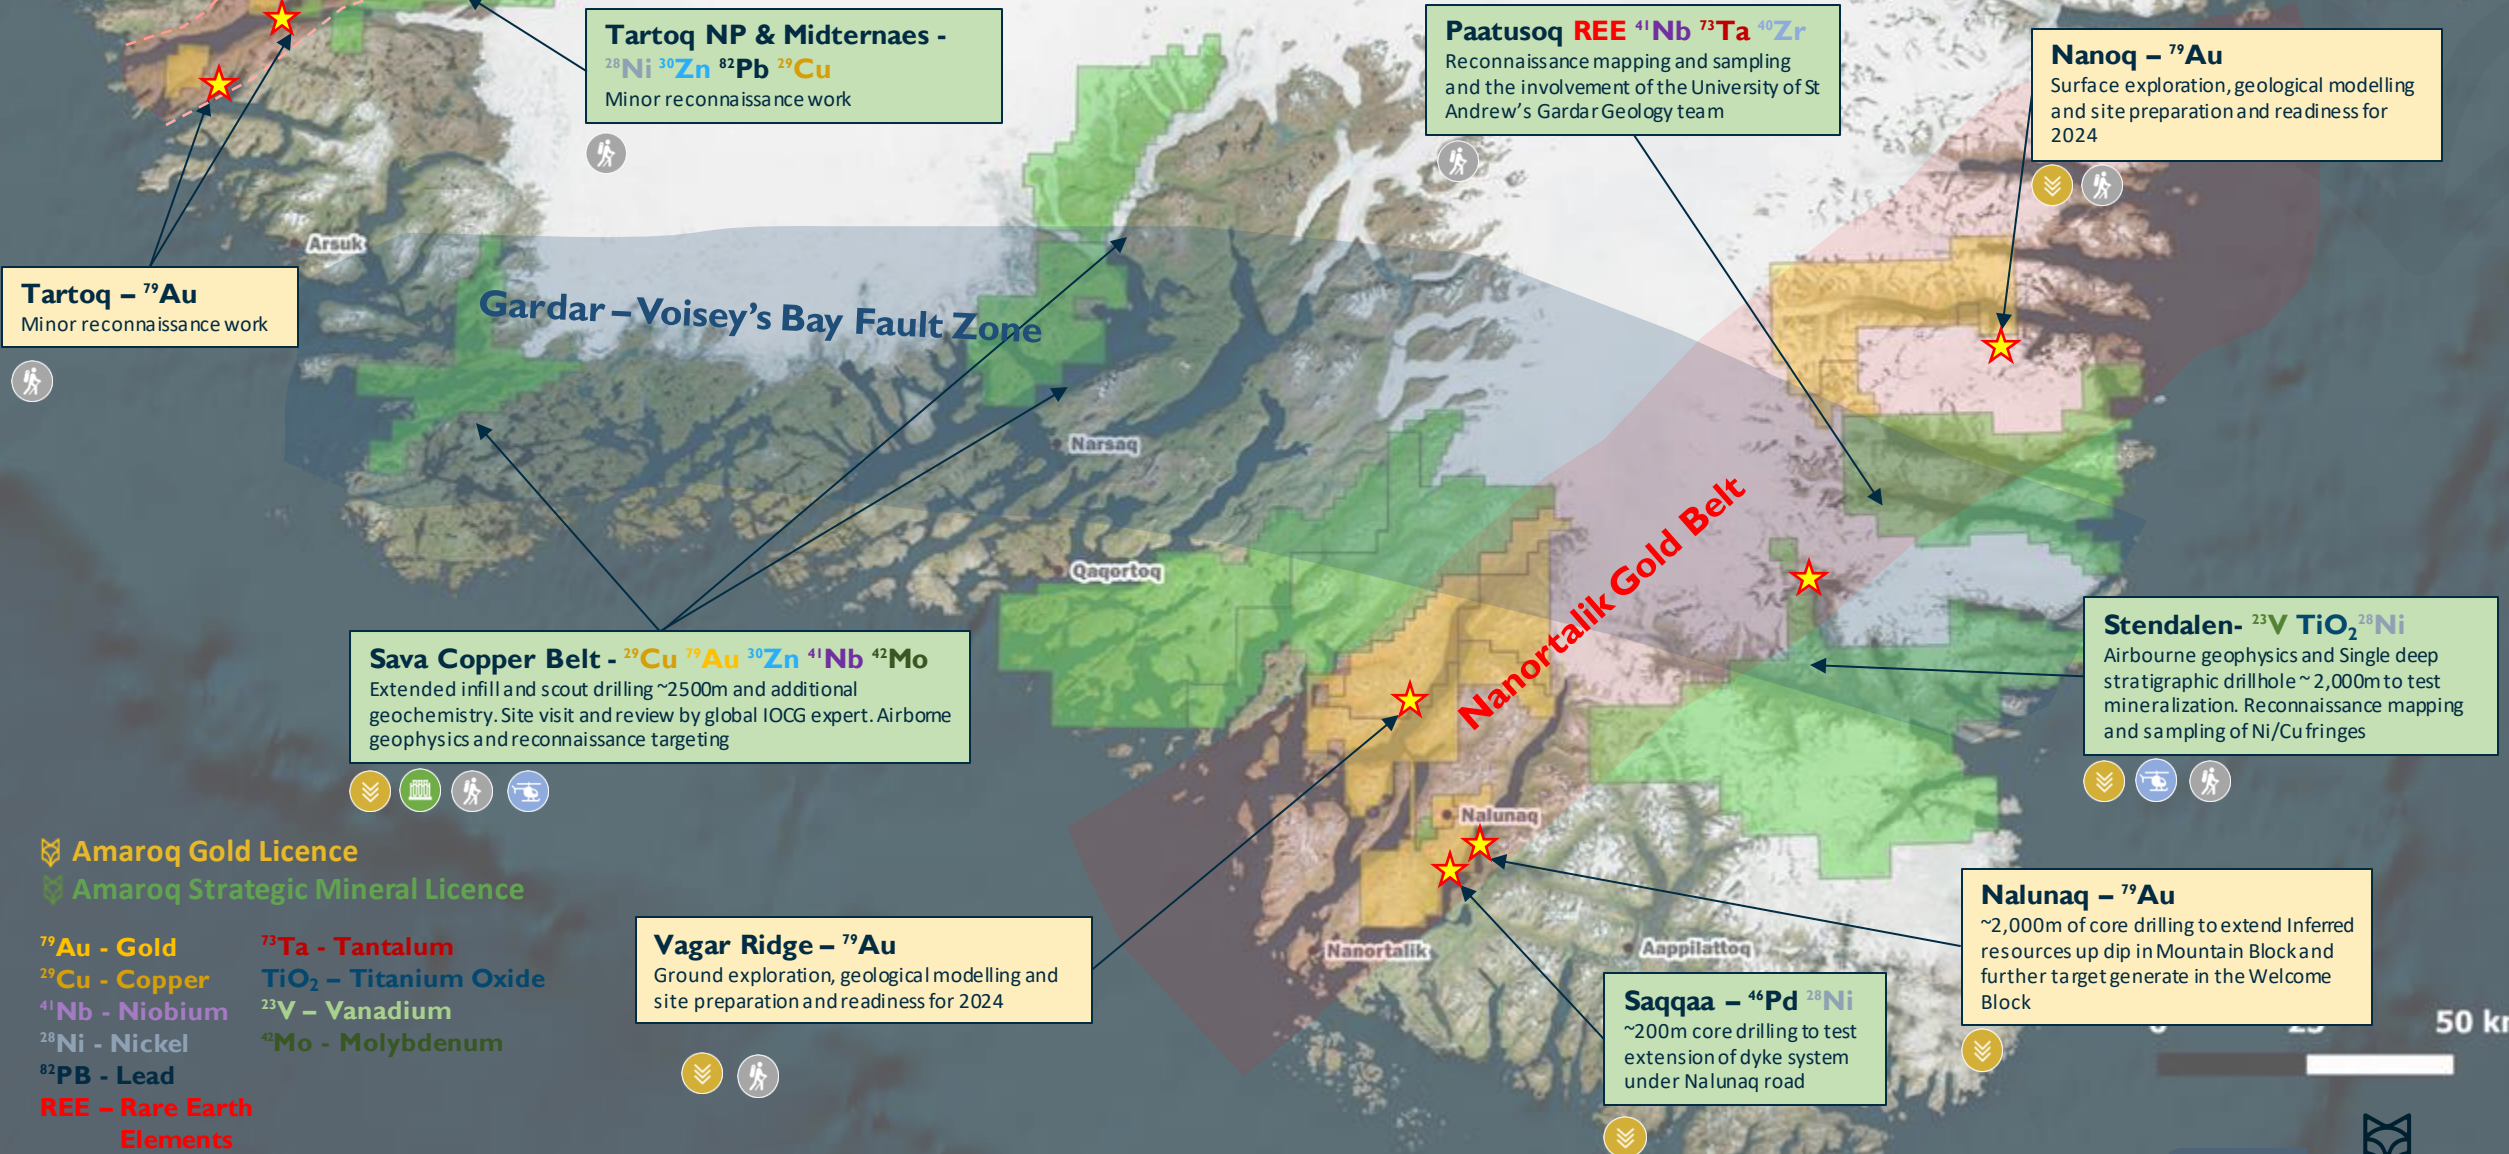 Tartoq NP & Midternaes -
²⁸Ni ³⁰Zn ⁸²Pb ²⁹Cu
Minor reconnaissance work
Paatusoq REE ⁴¹Nb ⁷³Ta ⁴⁰Zr
Reconnaissance mapping and sampling
and the involvement of the University of St
Andrew's Gardar Geology team
Nanoq – ⁷⁹Au
Surface exploration, geological modelling
and site preparation and readiness for
2024
Arsuk
Tartoq – ⁷⁹Au
Minor reconnaissance work
Gardar – Voisey's Bay Fault Zone
Narsaq
Qaqortoq
Nanortalik Gold Belt
Sava Copper Belt - ²⁹Cu ⁷⁹Au ³⁰Zn ⁴¹Nb ⁴²Mo
Extended infill and scout drilling ~2500m and additional
geochemistry. Site visit and review by global IOCG expert. Airborne
geophysics and reconnaissance targeting
Stendalen- ²³V TiO₂ ²⁸Ni
Airbourne geophysics and Single deep
stratigraphic drillhole ~ 2,000m to test
mineralization. Reconnaissance mapping
and sampling of Ni/Cu fringes
Nalunaq
Amaroq Gold Licence
Amaroq Strategic Mineral Licence
⁷⁹Au - Gold
²⁹Cu - Copper
⁴¹Nb - Niobium
²⁸Ni - Nickel
⁸²PB - Lead
REE – Rare Earth
Elements
⁷³Ta - Tantalum
TiO₂ – Titanium Oxide
²³V – Vanadium
⁴²Mo - Molybdenum
Vagar Ridge – ⁷⁹Au
Ground exploration, geological modelling and
site preparation and readiness for 2024
Nanortalik
Aappilattoq
Saqqaa – ⁴⁶Pd ²⁸Ni
~200m core drilling to test
extension of dyke system
under Nalunaq road
Nalunaq – ⁷⁹Au
~2,000m of core drilling to extend Inferred
resources up dip in Mountain Block and
further target generate in the Welcome
Block
0 25 50 km